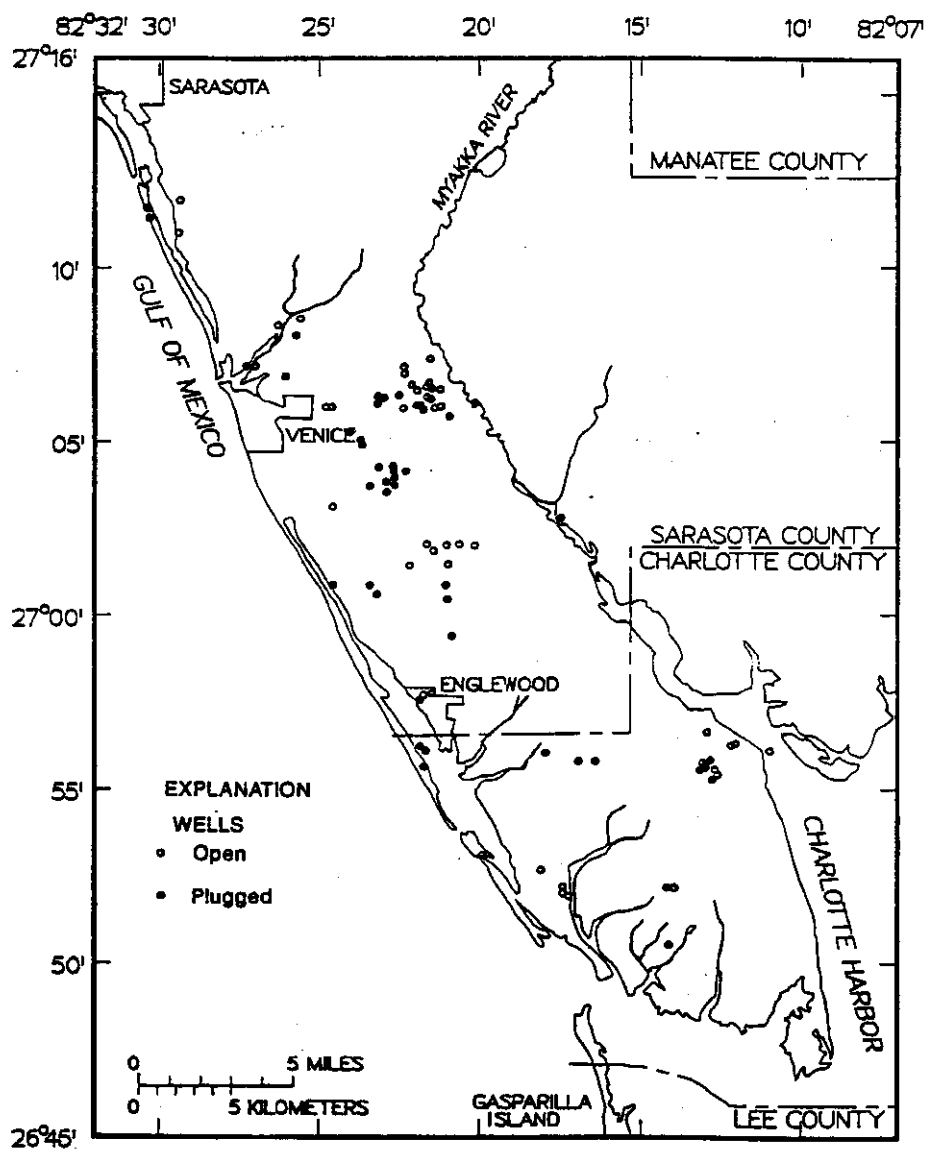 82°32' 30' 25' 20' 15' 10' 82°07'
27°16'
SARASOTA
MYAKKA RIVER
MANATEE COUNTY
10'
GULF OF MEXICO
05'
VENICE
SARASOTA COUNTY
CHARLOTTE COUNTY
27°00'
ENGLEWOOD
55'
EXPLANATION
WELLS
Open
Plugged
CHARLOTTE HARBOR
50'
0 5 MILES
0 5 KILOMETERS
GASPARILLA
ISLAND
LEE COUNTY
26°45'